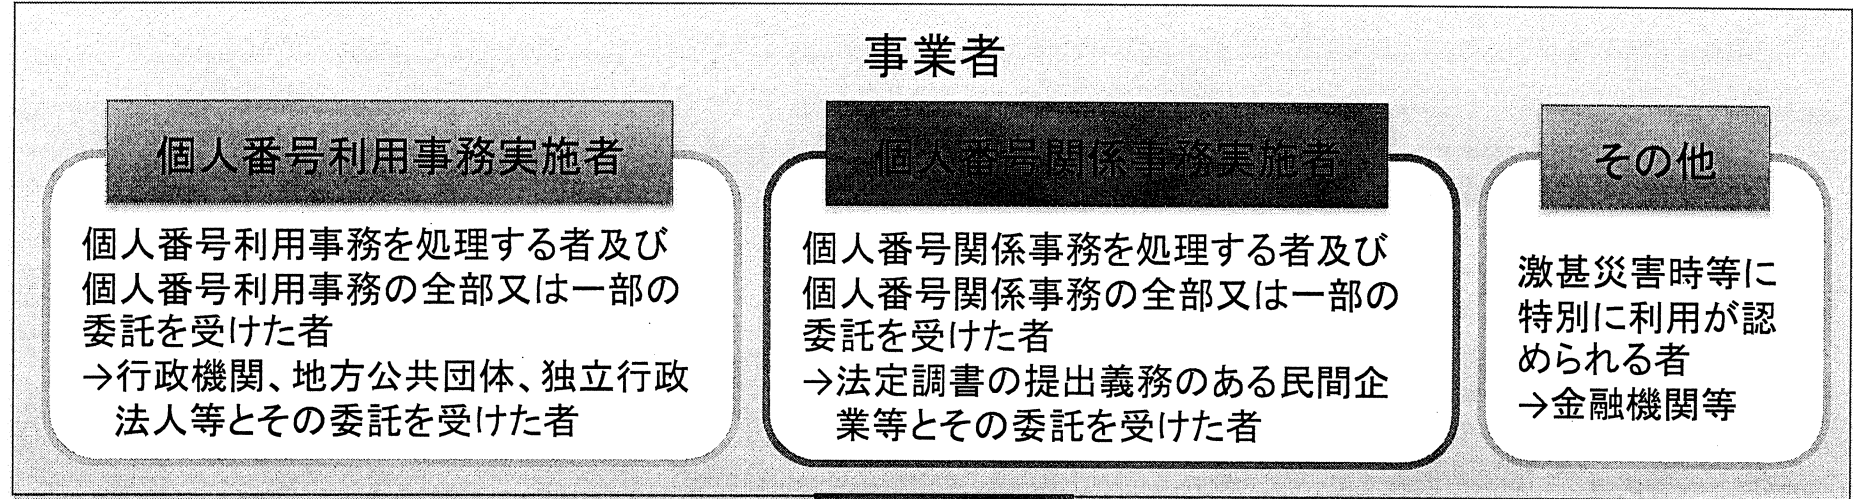 事業者
個人番号利用事務実施者
個人番号利用事務を処理する者及び
個人番号利用事務の全部又は一部の
委託を受けた者
→行政機関、地方公共団体、独立行政
法人等とその委託を受けた者
個人番号関係事務実施者
個人番号関係事務を処理する者及び
個人番号関係事務の全部又は一部の
委託を受けた者
→法定調書の提出義務のある民間企
業等とその委託を受けた者
その他
激甚災害時等に
特別に利用が認
められる者
→金融機関等